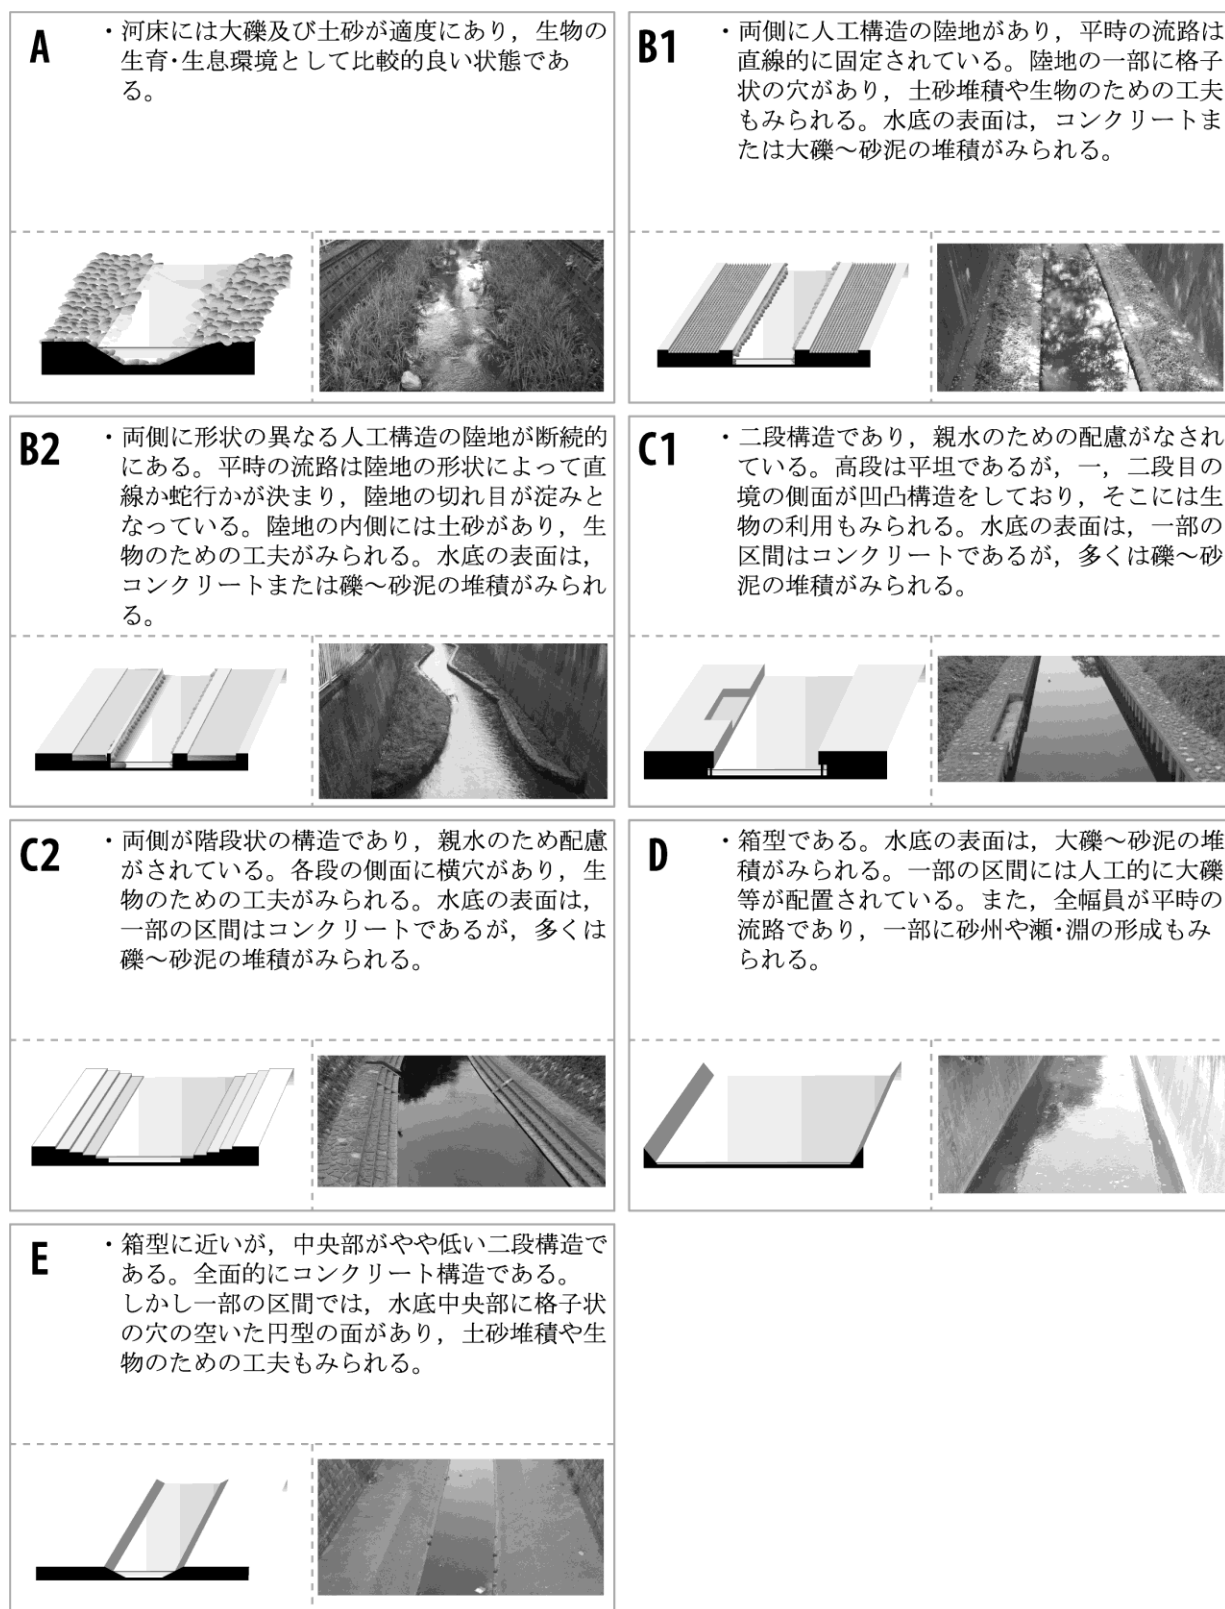 A
・河床には大礫及び土砂が適度にあり，生物の
生育・生息環境として比較的良い状態であ
る。
B1
・両側に人工構造の陸地があり，平時の流路は
直線的に固定されている。陸地の一部に格子
状の穴があり，土砂堆積や生物のための工夫
もみられる。水底の表面は，コンクリートま
たは大礫～砂泥の堆積がみられる。
B2
・両側に形状の異なる人工構造の陸地が断続的
にある。平時の流路は陸地の形状によって直
線か蛇行かが決まり，陸地の切れ目が淀みと
なっている。陸地の内側には土砂があり，生
物のための工夫がみられる。水底の表面は，
コンクリートまたは礫～砂泥の堆積がみられ
る。
C1
・二段構造であり，親水のための配慮がなされ
ている。高段は平坦であるが，一，二段目の
境の側面が凹凸構造をしており，そこには生
物の利用もみられる。水底の表面は，一部の
区間はコンクリートであるが，多くは礫～砂
泥の堆積がみられる。
C2
・両側が階段状の構造であり，親水のため配慮
がされている。各段の側面に横穴があり，生
物のための工夫がみられる。水底の表面は，
一部の区間はコンクリートであるが，多くは
礫～砂泥の堆積がみられる。
D
・箱型である。水底の表面は，大礫～砂泥の堆
積がみられる。一部の区間には人工的に大礫
等が配置されている。また，全幅員が平時の
流路であり，一部に砂州や瀬・淵の形成もみ
られる。
E
・箱型に近いが，中央部がやや低い二段構造で
ある。全面的にコンクリート構造である。
しかし一部の区間では，水底中央部に格子状
の穴の空いた円型の面があり，土砂堆積や生
物のための工夫もみられる。